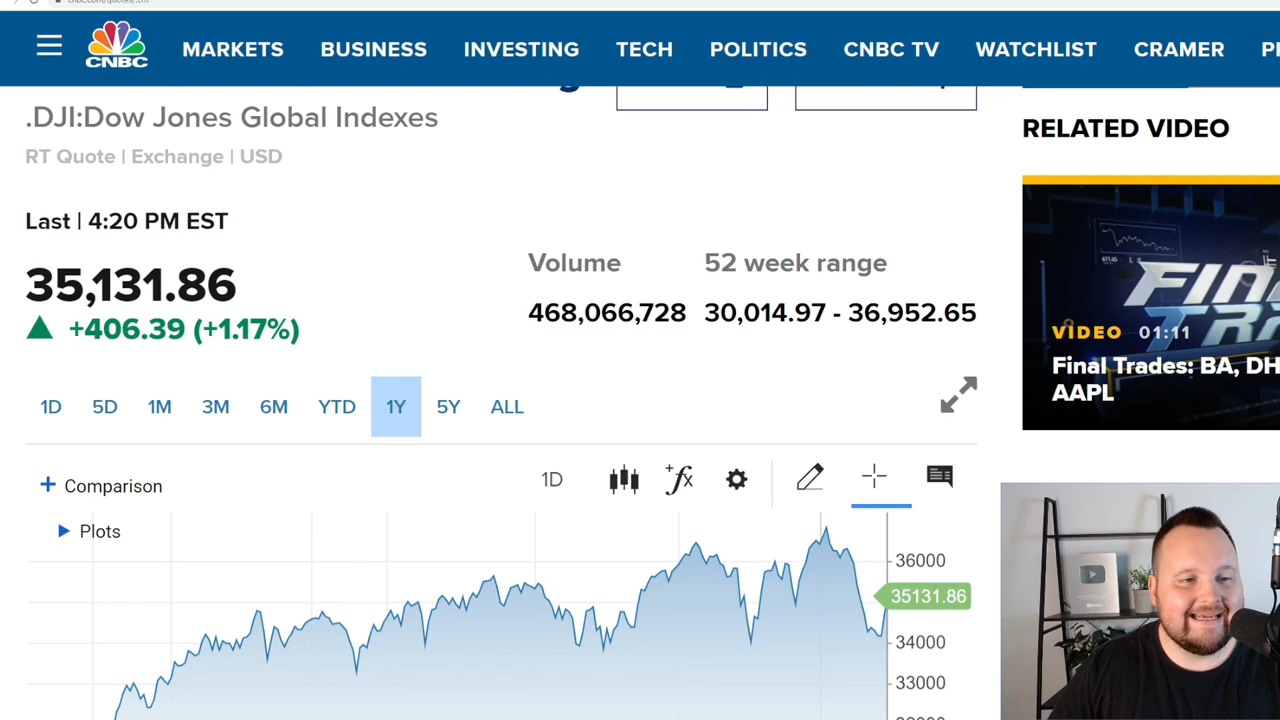 CNBC
MARKETS BUSINESS INVESTING TECH POLITICS CNBC TV WATCHLIST CRAMER
.DJI:Dow Jones Global Indexes
RT Quote | Exchange | USD
Last | 4:20 PM EST
35,131.86
+406.39 (+1.17%)
Volume 52 week range
468,066,728 30,014.97 - 36,952.65
1D 5D 1M 3M 6M YTD 1Y 5Y ALL
+ Comparison
1D
+fx
Plots
36000
35131.86
34000
33000
RELATED VIDEO
VIDEO 01:11
Final Trades: BA, DH
AAPL